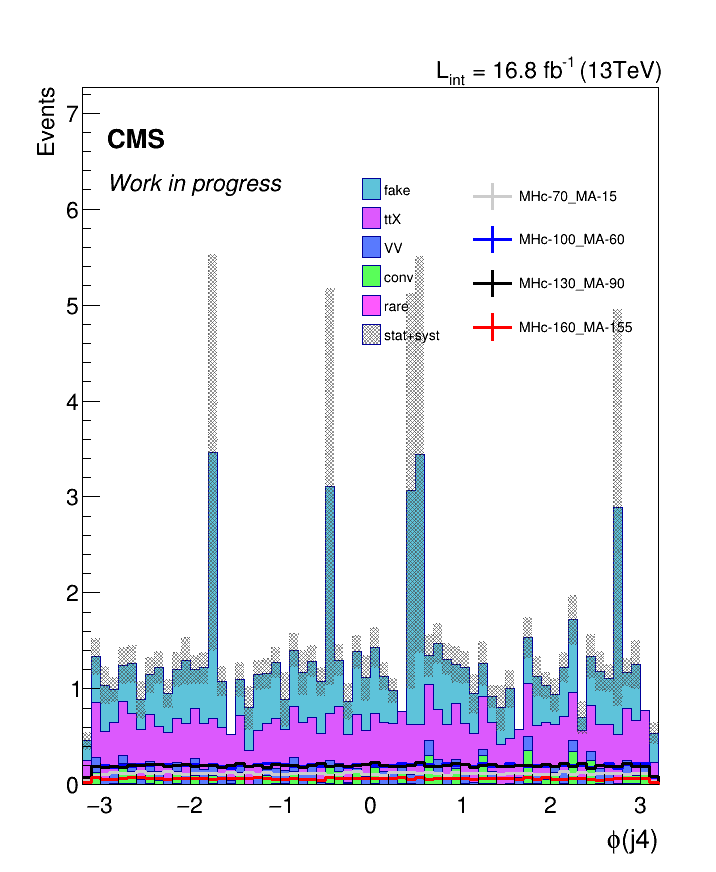 L_int = 16.8 fb^-1 (13TeV)
Events
CMS
Work in progress
fake
ttX
VV
conv
rare
stat+syst
MHc-70_MA-15
MHc-100_MA-60
MHc-130_MA-90
MHc-160_MA-155
7
6
5
4
3
2
1
0
−3 −2 −1 0 1 2 3
ϕ(j4)